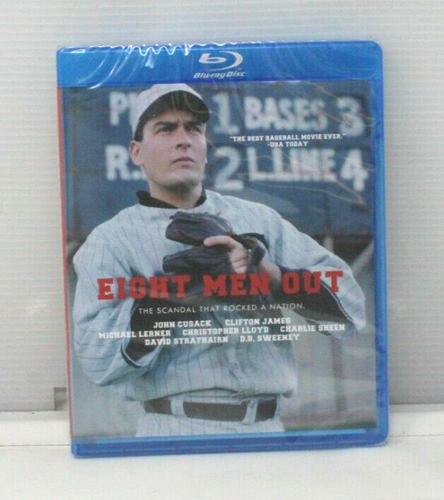 Blu-ray Disc
1 BASES 3
2 L.LINE 4
"THE BEST BASEBALL MOVIE EVER."
-USA TODAY
EIGHT MEN OUT
THE SCANDAL THAT ROCKED A NATION.
JOHN CUSACK CLIFTON JAMES
MICHAEL LERNER CHRISTOPHER LLOYD CHARLIE SHEEN
DAVID STRATHAIRN D.B. SWEENEY